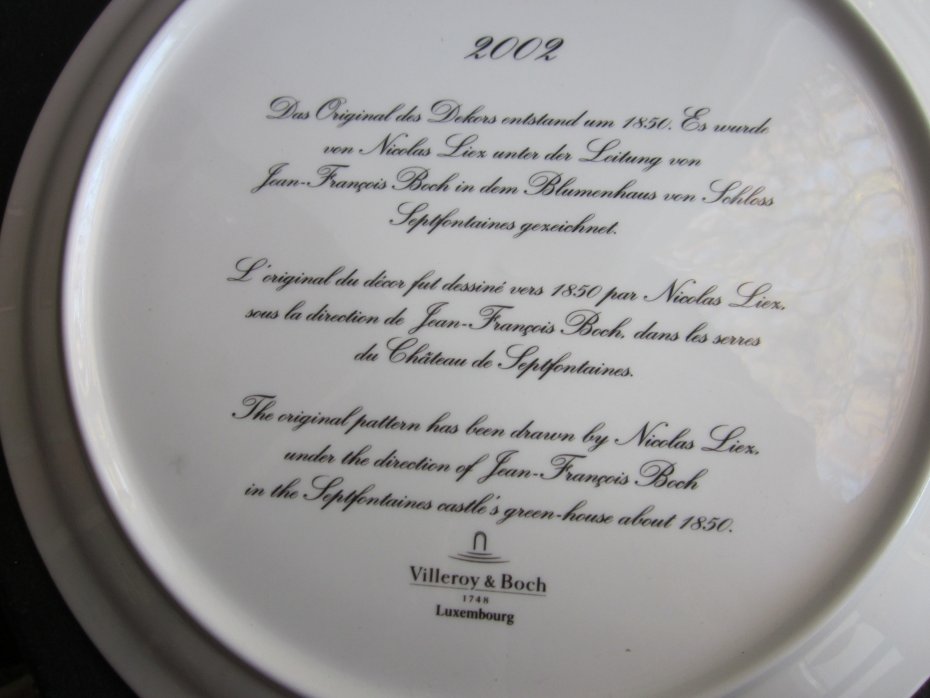 2002
Das Original des Dekors entstand um 1850. Es wurde
von Nicolas Liez unter der Leitung von
Jean-François Boch in dem Blumenhaus von Schloss
Septfontaines gezeichnet.
L'original du décor fut dessiné vers 1850 par Nicolas Liez,
sous la direction de Jean-François Boch, dans les serres
du Château de Septfontaines.
The original pattern has been drawn by Nicolas Liez,
under the direction of Jean-François Boch
in the Septfontaines castle's green-house about 1850.
Villeroy & Boch
1748
Luxembourg